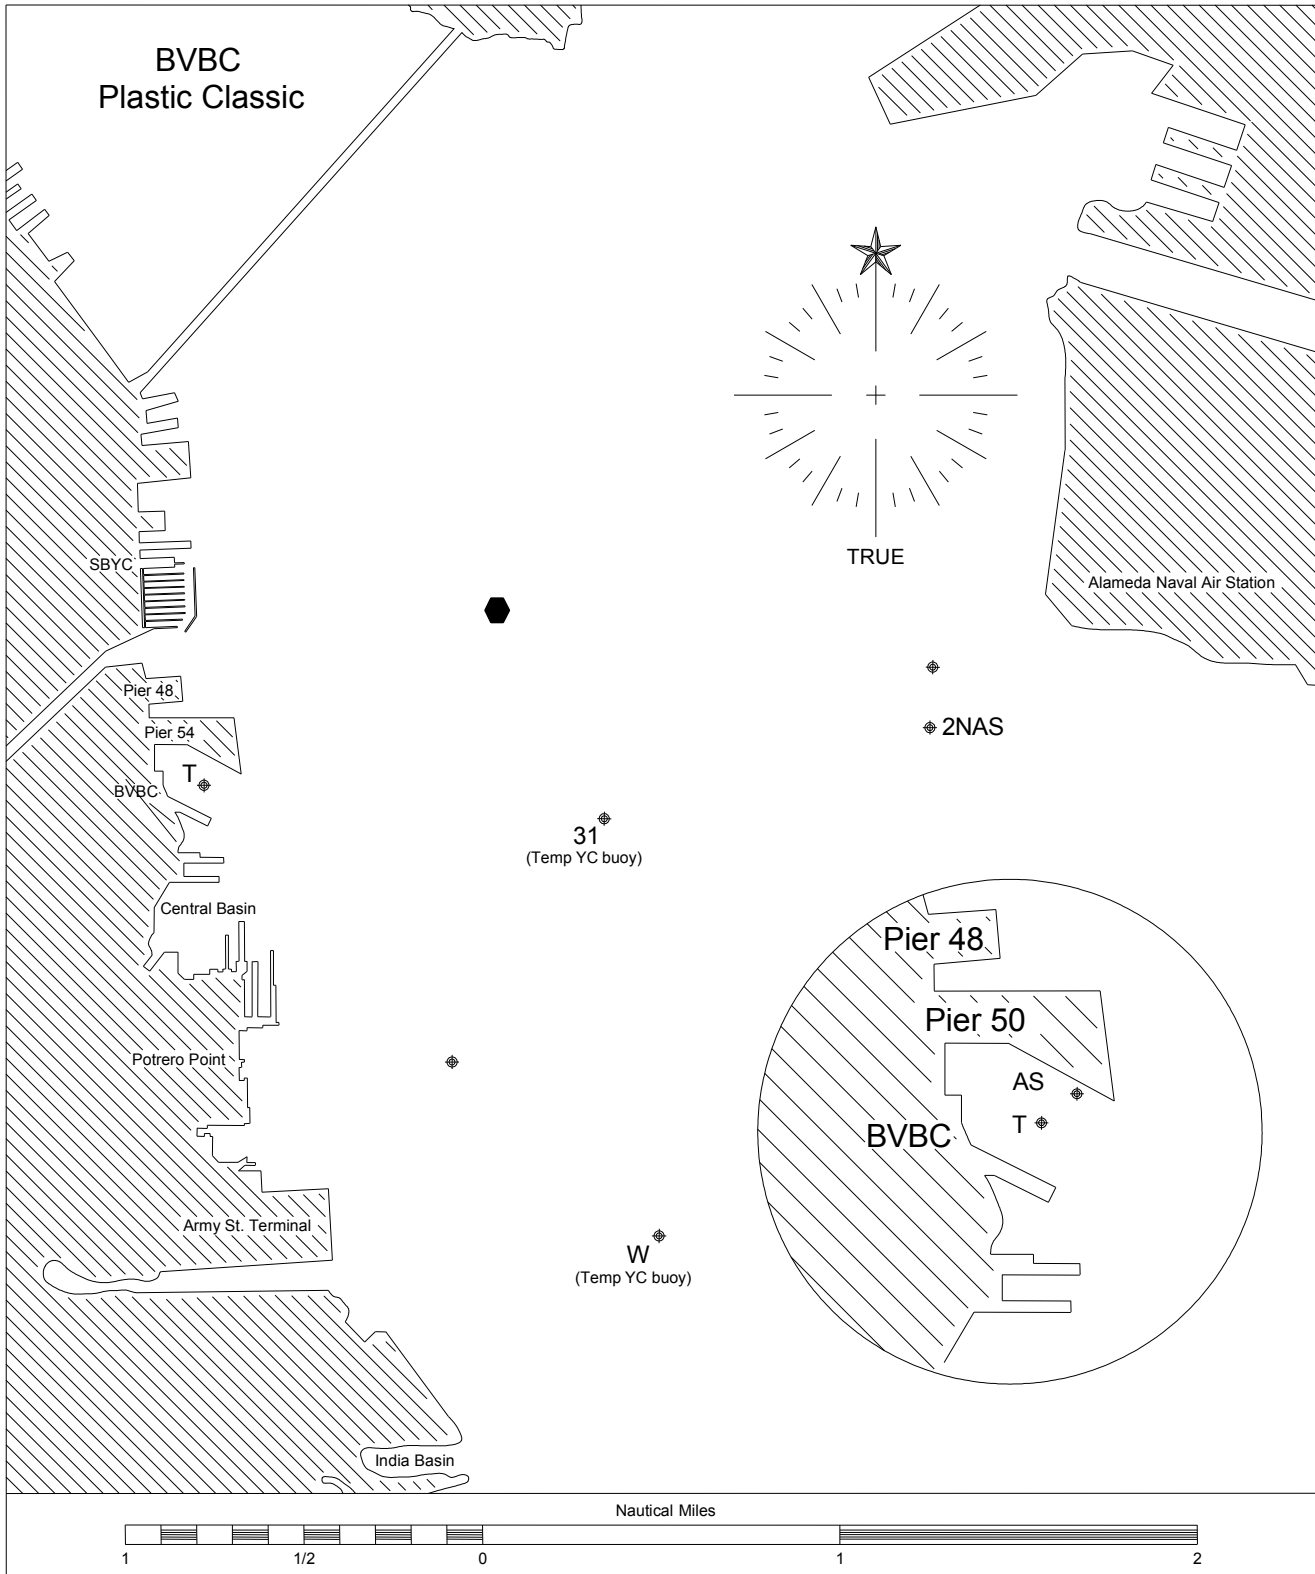 BVBC
Plastic Classic
TRUE
SBYC
Alameda Naval Air Station
Pier 48
2NAS
Pier 54
T
BVBC
31
(Temp YC buoy)
Central Basin
Pier 48
Pier 50
Potrero Point
AS
T
BVBC
Army St. Terminal
W
(Temp YC buoy)
India Basin
Nautical Miles
1 1/2 0 1 2